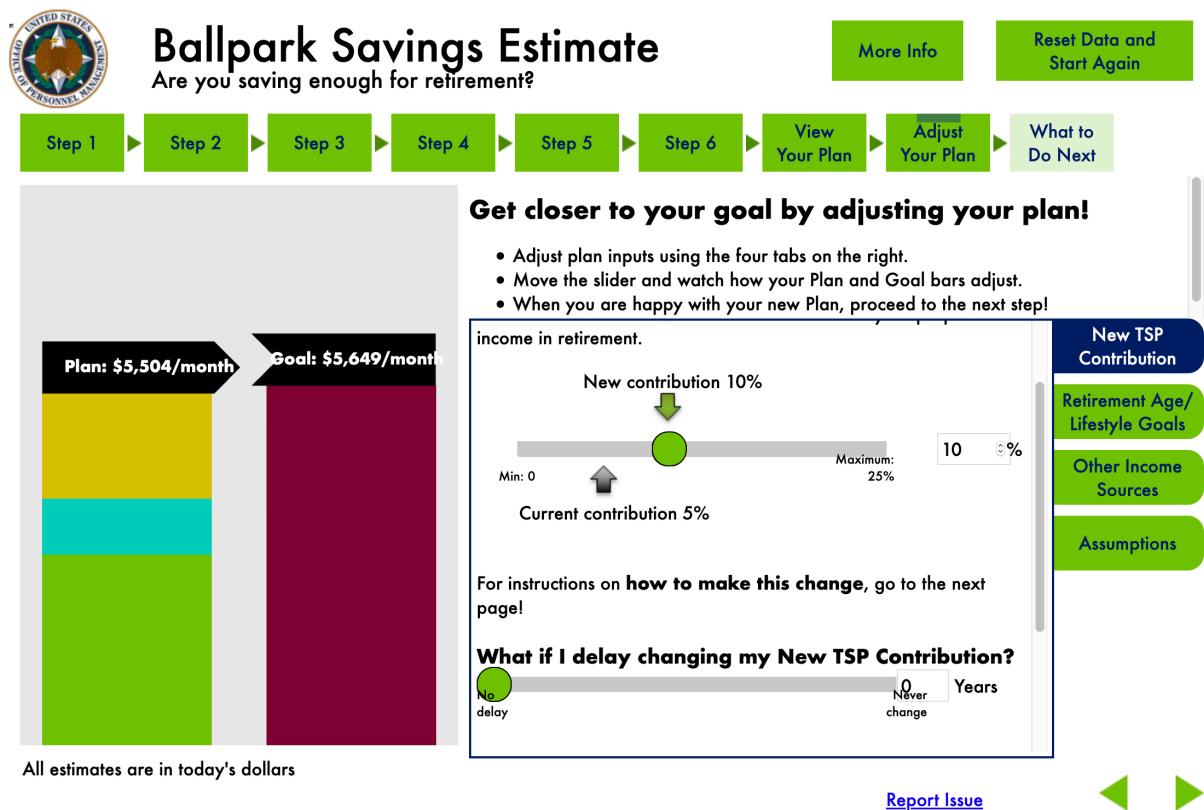 UNITED STATES
OFFICE OF PERSONNEL MANAGEMENT
Ballpark Savings Estimate
Are you saving enough for retirement?
More Info
Reset Data and
Start Again
Step 1
Step 2
Step 3
Step 4
Step 5
Step 6
View
Your Plan
Adjust
Your Plan
What to
Do Next
Get closer to your goal by adjusting your plan!
• Adjust plan inputs using the four tabs on the right.
• Move the slider and watch how your Plan and Goal bars adjust.
• When you are happy with your new Plan, proceed to the next step!
Plan: $5,504/month
Goal: $5,649/month
income in retirement.
New contribution 10%
Min: 0
Maximum:
25%
10 %
Current contribution 5%
For instructions on how to make this change, go to the next
page!
What if I delay changing my New TSP Contribution?
No
delay
Never
change
0 Years
New TSP
Contribution
Retirement Age/
Lifestyle Goals
Other Income
Sources
Assumptions
All estimates are in today's dollars
Report Issue